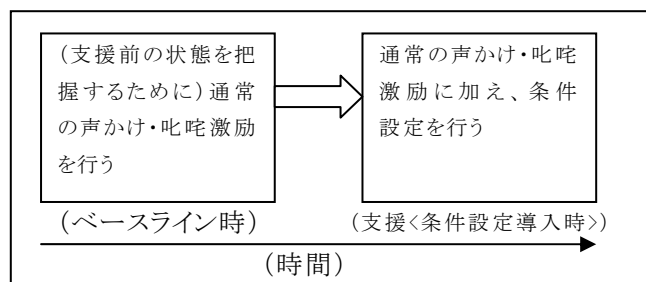 (支援前の状態を把
握するために)通常
の声かけ・叱咤激励
を行う
通常の声かけ・叱咤
激励に加え、条件
設定を行う
(ベースライン時)
(支援<条件設定導入時>)
(時間)